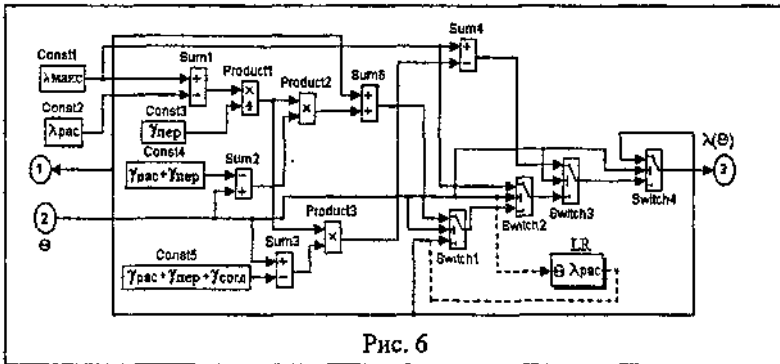 Const1
λмакс
Const2
λрас
Sum1
Product1
Const3
γпер
Product2
Sum5
Sum4
Const4
γрас+γпер
Sum2
1
2
Θ
Product3
Const5
γрас+γпер+γсогл
Sum3
Switch1
Switch2
Switch3
Switch4
λ(Θ)
3
LR
Θ λрас
Рис. 6